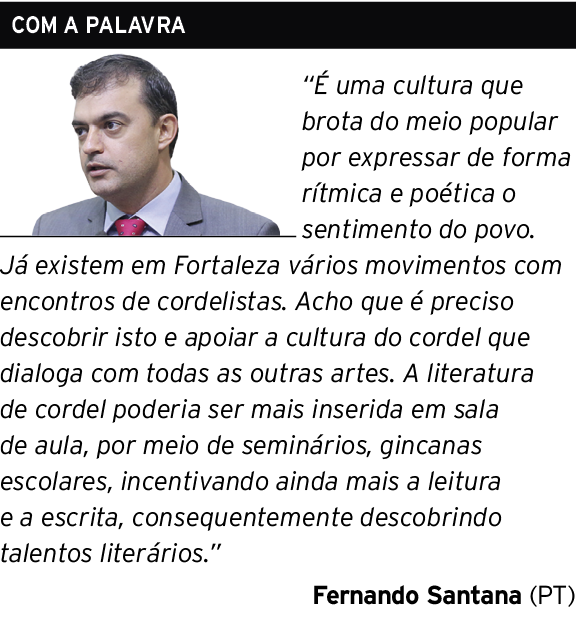 COM A PALAVRA
“É uma cultura que
brota do meio popular
por expressar de forma
rítmica e poética o
sentimento do povo.
Já existem em Fortaleza vários movimentos com
encontros de cordelistas. Acho que é preciso
descobrir isto e apoiar a cultura do cordel que
dialoga com todas as outras artes. A literatura
de cordel poderia ser mais inserida em sala
de aula, por meio de seminários, gincanas
escolares, incentivando ainda mais a leitura
e a escrita, consequentemente descobrindo
talentos literários.”
Fernando Santana (PT)